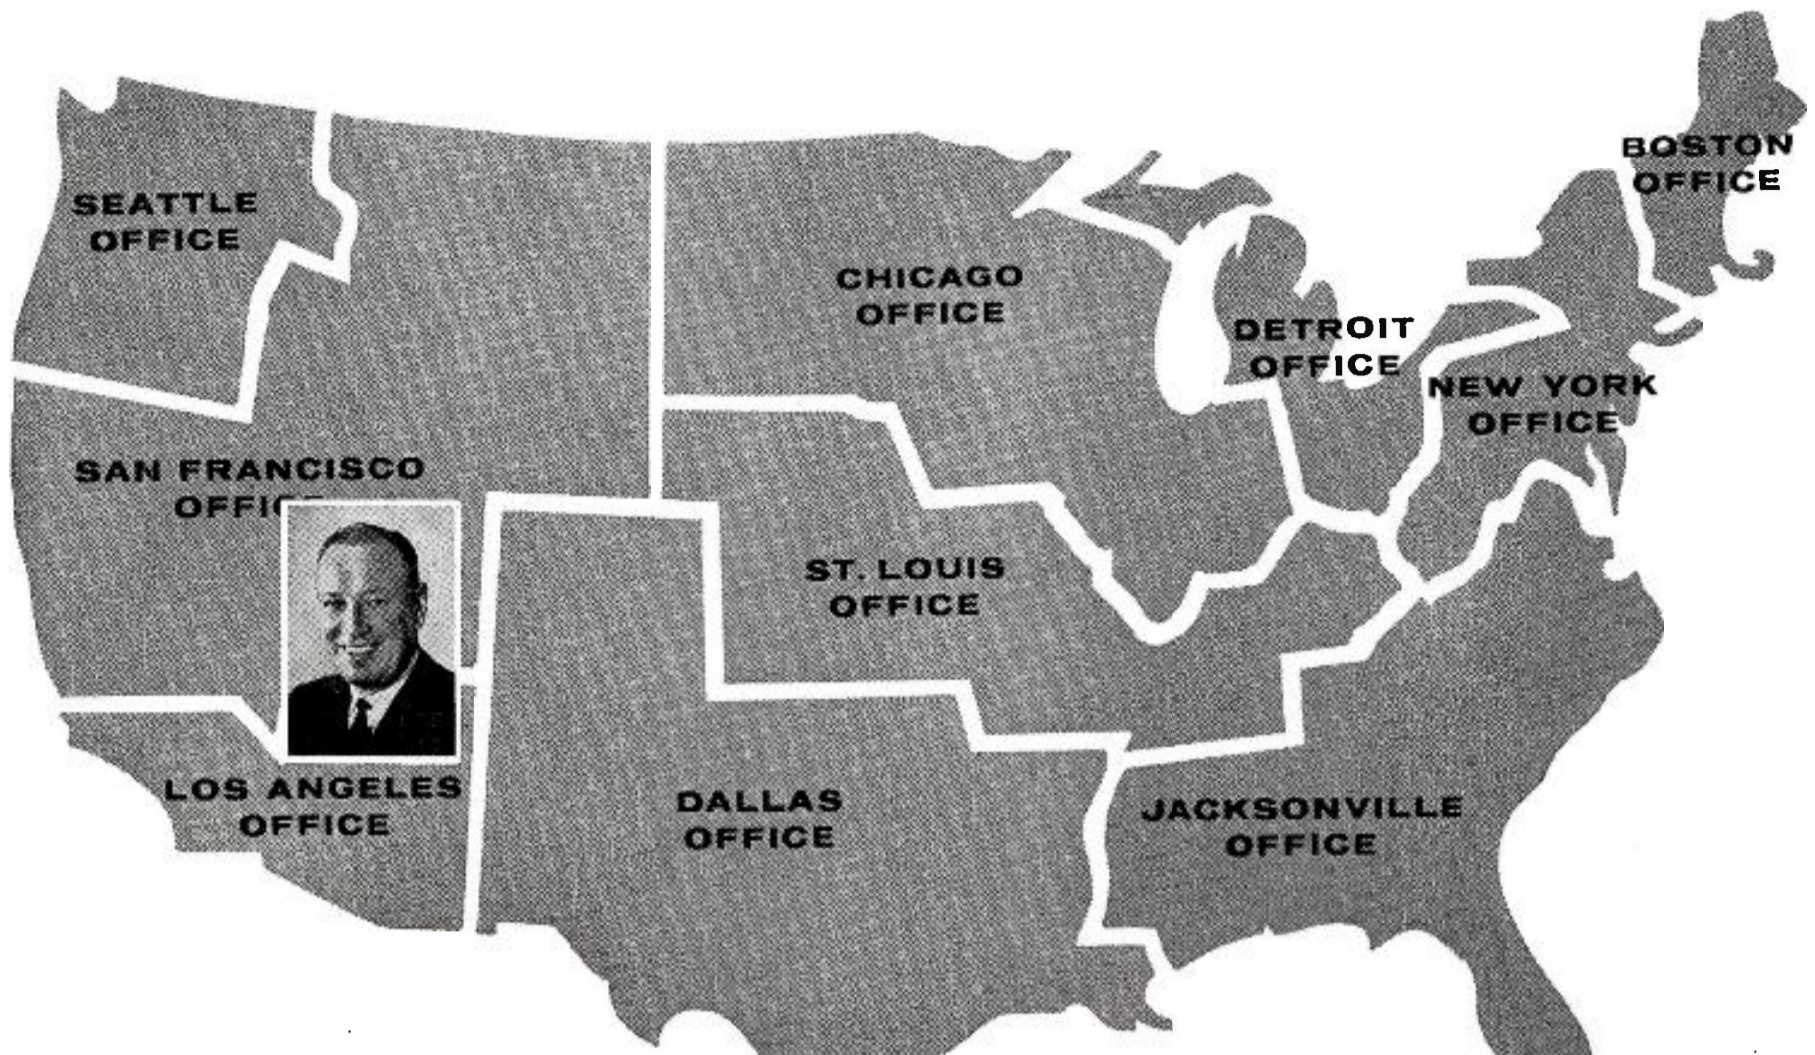 BOSTON
OFFICE
SEATTLE
OFFICE
CHICAGO
OFFICE
DETROIT
OFFICE
NEW YORK
OFFICE
SAN FRANCISCO
OFFIC
ST. LOUIS
OFFICE
LOS ANGELES
OFFICE
DALLAS
OFFICE
JACKSONVILLE
OFFICE